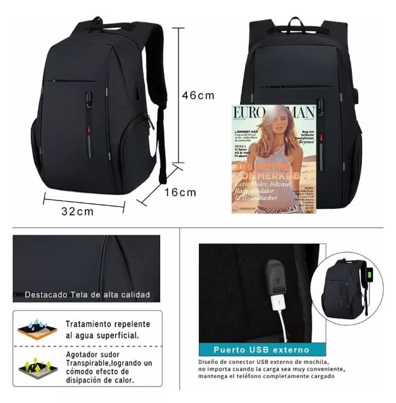 46cm
16cm
32cm
EUROWOMAN
Beyoncé
SOMMERKØB
Destacado Tela de alta calidad
Tratamiento repelente
al agua superficial.
Agotador sudor
Transpirable,logrando un
cómodo efecto de
disipación de calor.
Puerto USB externo
Diseño de conector USB externo de mochila,
no importa cuando la carga sea muy conveniente,
mantenga el teléfono completamente cargado